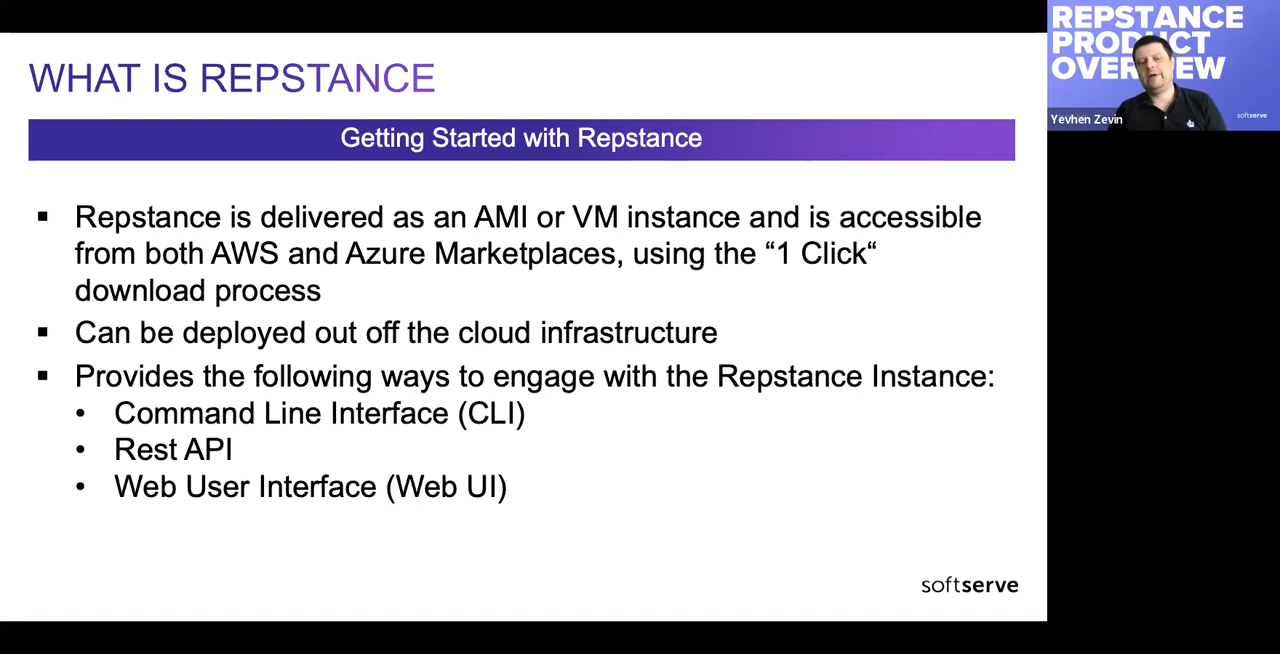 WHAT IS REPSTANCE
Getting Started with Repstance
▪ Repstance is delivered as an AMI or VM instance and is accessible
from both AWS and Azure Marketplaces, using the “1 Click“
download process
▪ Can be deployed out off the cloud infrastructure
▪ Provides the following ways to engage with the Repstance Instance:
• Command Line Interface (CLI)
• Rest API
• Web User Interface (Web UI)
softserve
REPSTANCE
PRODUCT
OVERVIEW
Yevhen Zevin
softserve